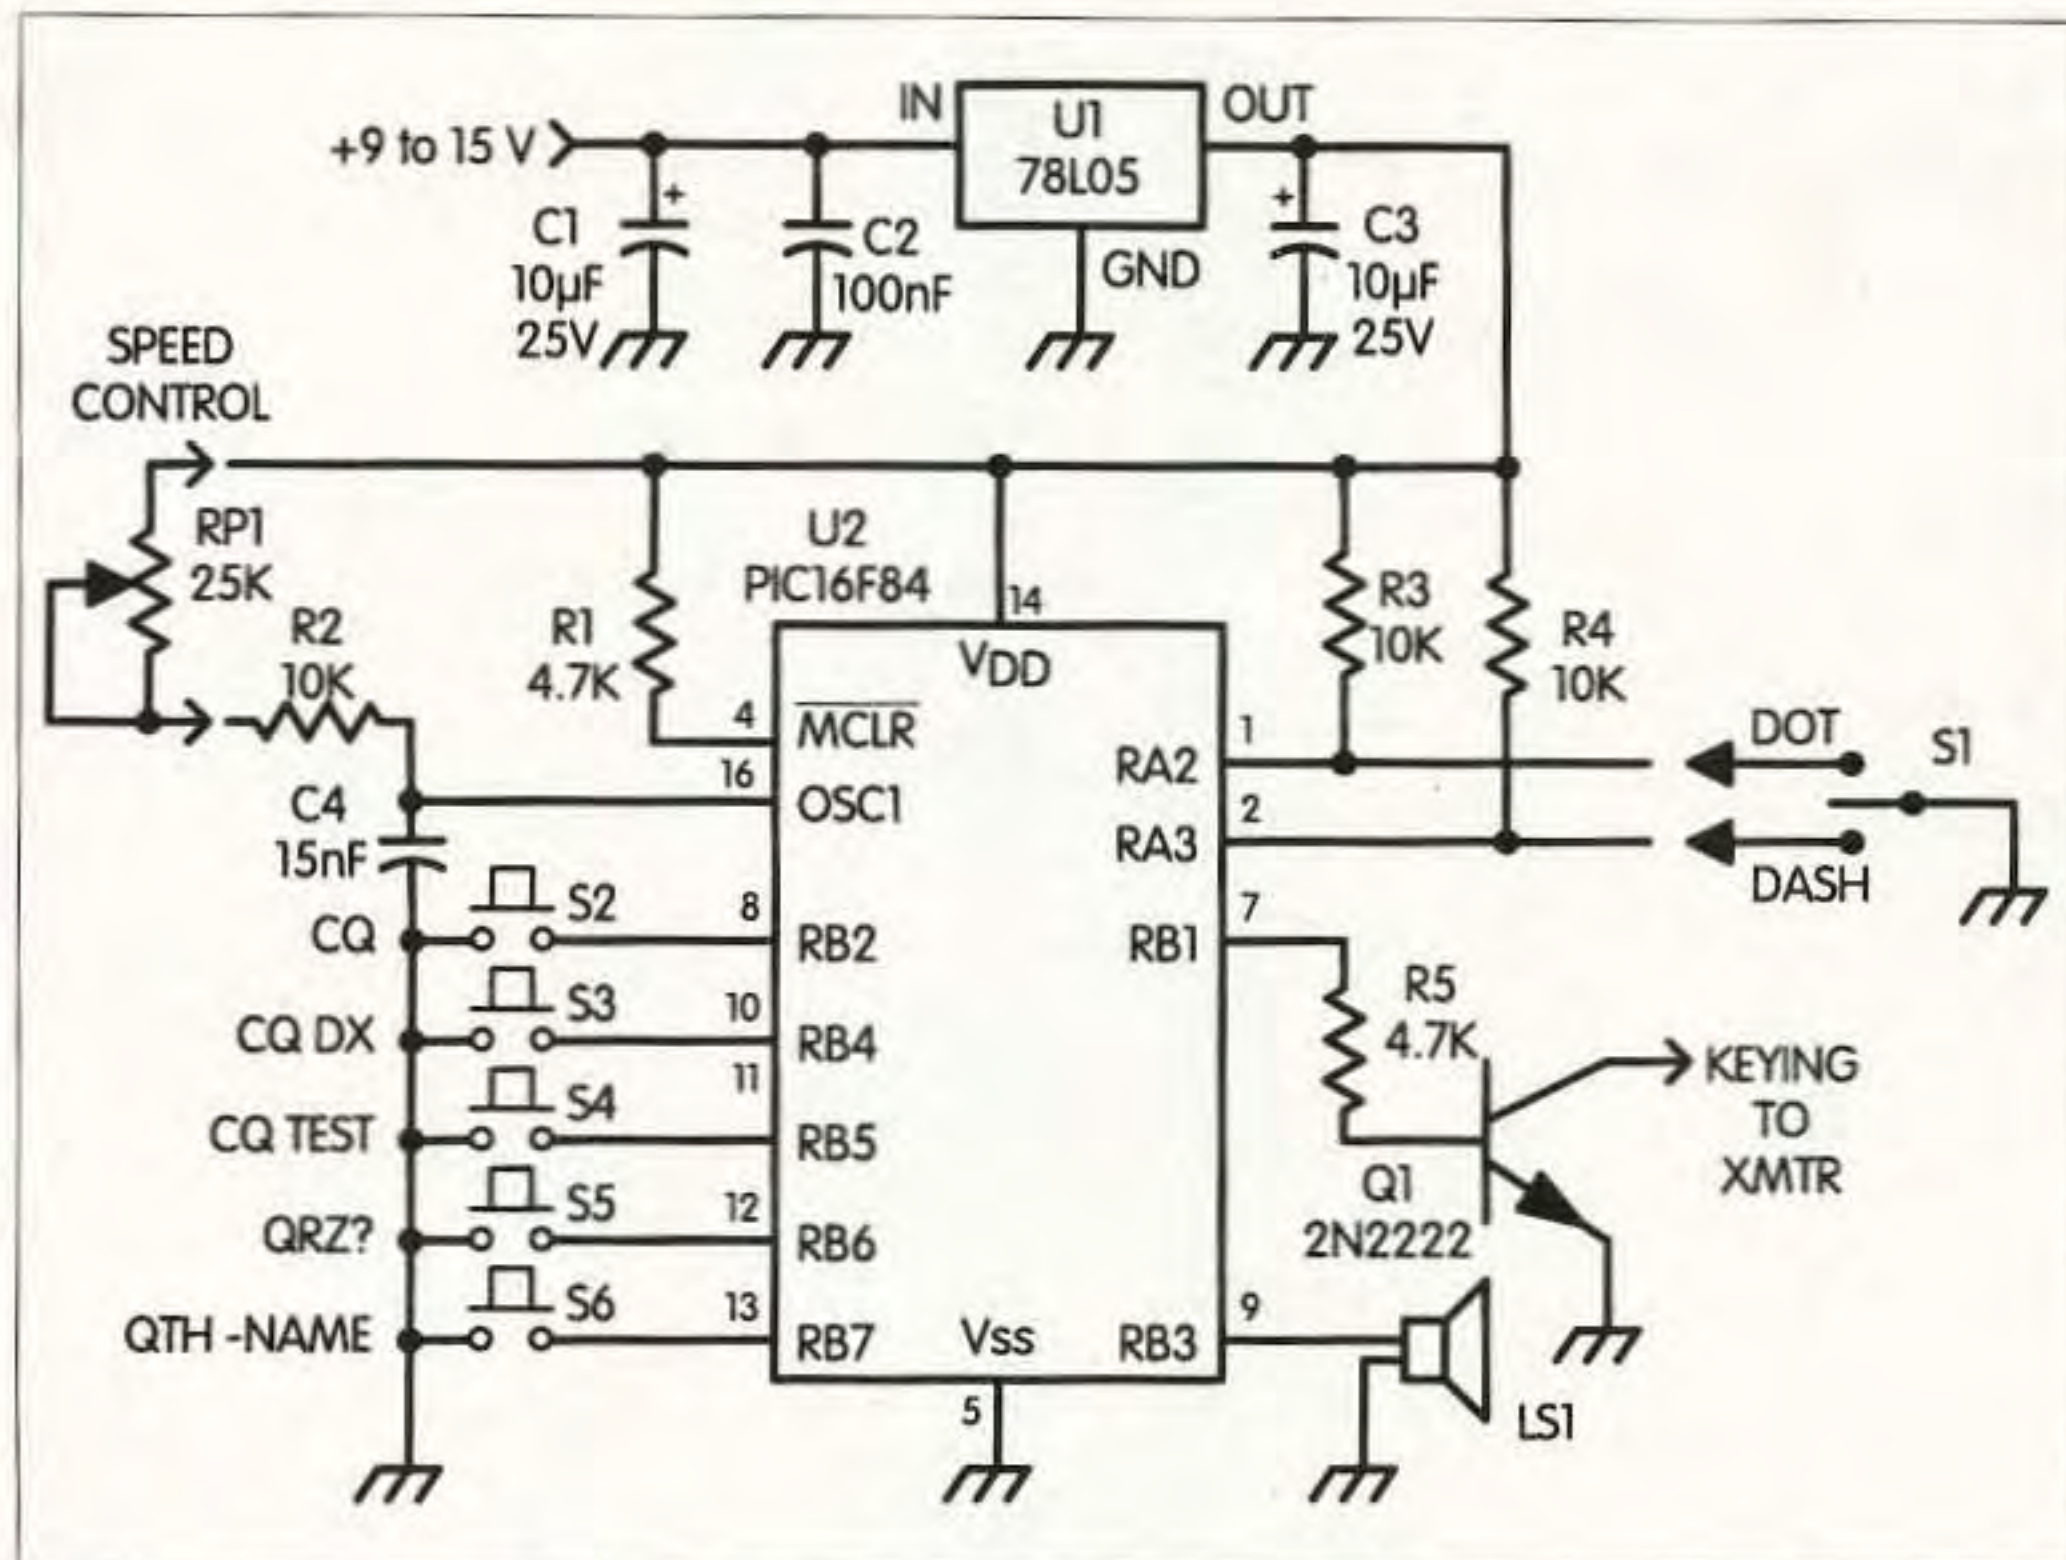 IN
OUT
U1
78L05
+9 to 15 V
+
C1
10µF
25V
C2
100nF
GND
+
C3
10µF
25V
SPEED
CONTROL
RP1
25K
R2
10K
R1
4.7K
U2
PIC16F84
14
VDD
R3
10K
R4
10K
4
MCLR
16
OSC1
1
RA2
2
RA3
DOT
S1
DASH
C4
15nF
CQ
S2
8
RB2
7
RB1
CQ DX
S3
10
RB4
R5
4.7K
KEYING
TO
XMTR
CQ TEST
S4
11
RB5
QRZ?
S5
12
RB6
Q1
2N2222
QTH -NAME
S6
13
RB7
Vss
5
9
RB3
LS1